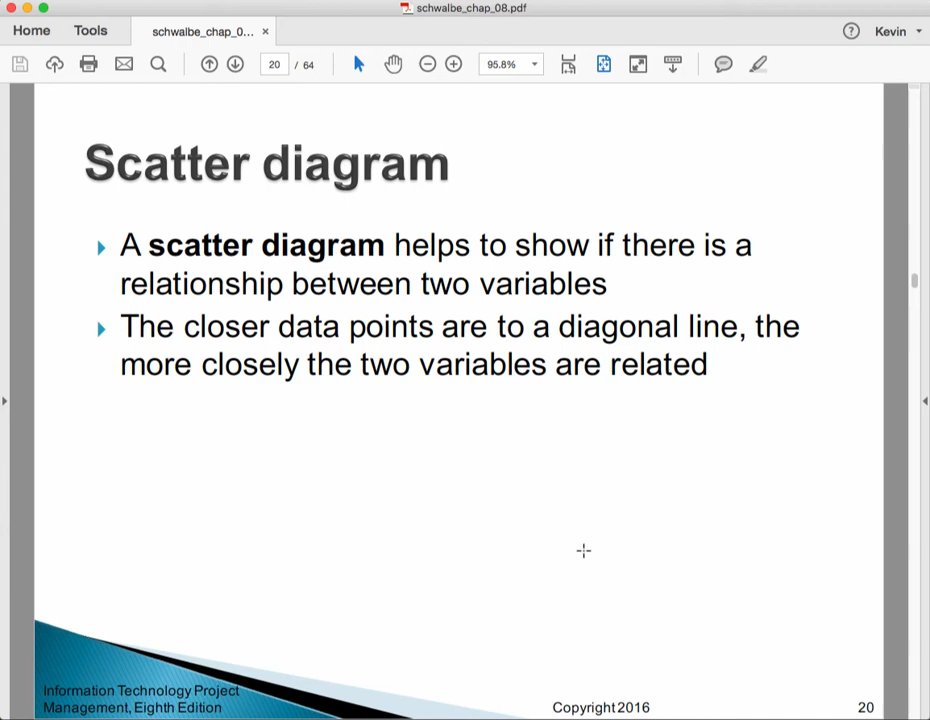 schwalbe_chap_08.pdf
Home Tools schwalbe_chap_0... × ? Kevin
20 / 64 95.8%
Scatter diagram
A scatter diagram helps to show if there is a
relationship between two variables
The closer data points are to a diagonal line, the
more closely the two variables are related
Information Technology Project
Management, Eighth Edition
Copyright 2016
20